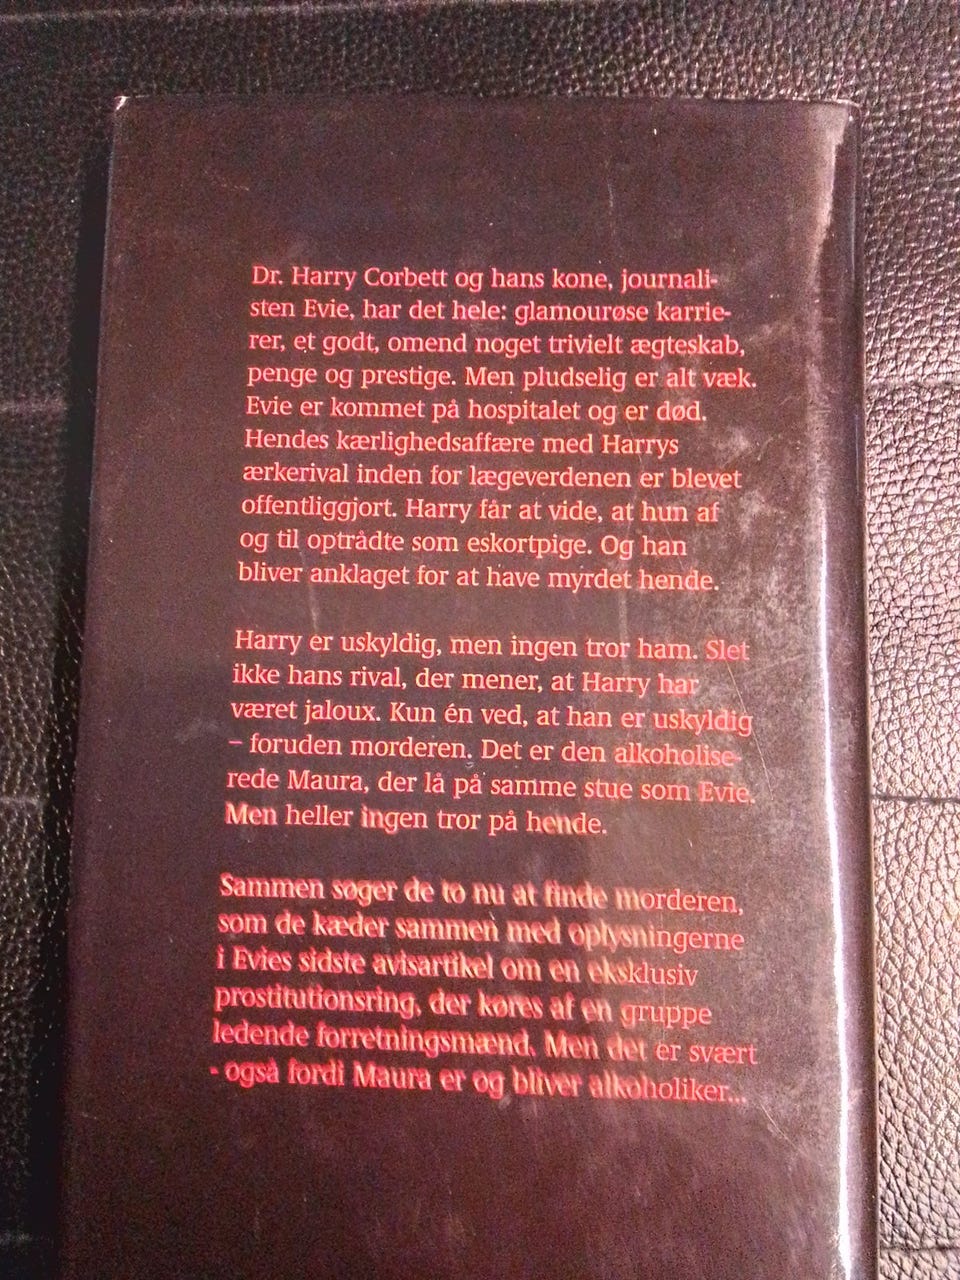 Dr. Harry Corbett og hans kone, journali-
sten Evie, har det hele: glamourøse karrie-
rer, et godt, omend noget trivielt ægteskab,
penge og prestige. Men pludselig er alt væk.
Evie er kommet på hospitalet og er død.
Hendes kærlighedsaffære med Harrys
ærkerival inden for lægeverdenen er blevet
offentliggjort. Harry får at vide, at hun af
og til optrådte som eskortpige. Og han
bliver anklaget for at have myrdet hende.
Harry er uskyldig, men ingen tror ham. Slet
ikke hans rival, der mener, at Harry har
været jaloux. Kun én ved, at han er uskyldig
– foruden morderen. Det er den alkoholise-
rede Maura, der lå på samme stue som Evie.
Men heller ingen tror på hende.
Sammen søger de to nu at finde morderen,
som de kæder sammen med oplysningerne
i Evies sidste avisartikel om en eksklusiv
prostitutionsring, der køres af en gruppe
ledende forretningsmænd. Men det er svært
- også fordi Maura er og bliver alkoholiker...